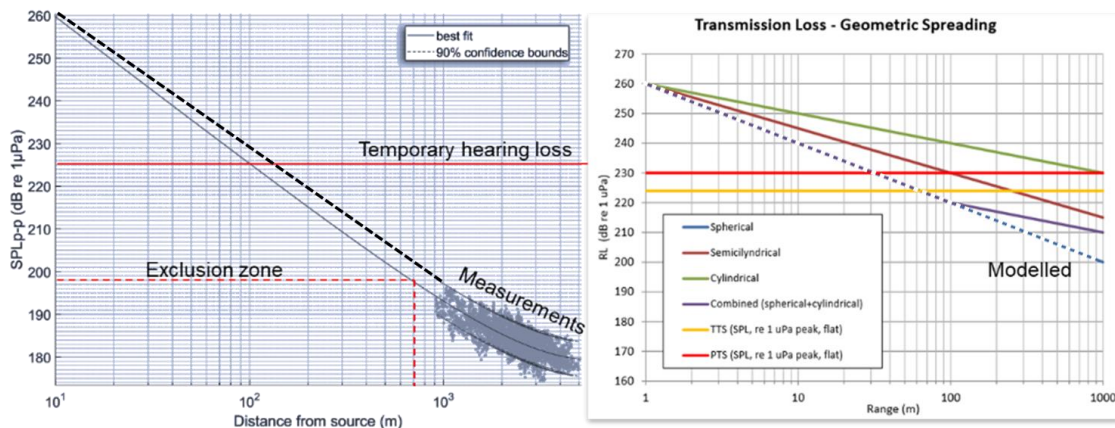 260
250
240
230
220
210
200
190
180
SPLp-p (dB re 1µPa)
best fit
90% confidence bounds
Temporary hearing loss
Exclusion zone
Measurements
10¹
10²
10³
Distance from source (m)
Transmission Loss - Geometric Spreading
270
260
250
240
230
220
210
200
190
180
170
160
RL (dB re 1 uPa)
Spherical
Semicilyndrical
Cylindrical
Combined (spherical+cylindrical)
TTS (SPL, re 1 uPa peak, flat)
PTS (SPL, re 1 uPa peak, flat)
Modelled
1
10
100
1000
Range (m)